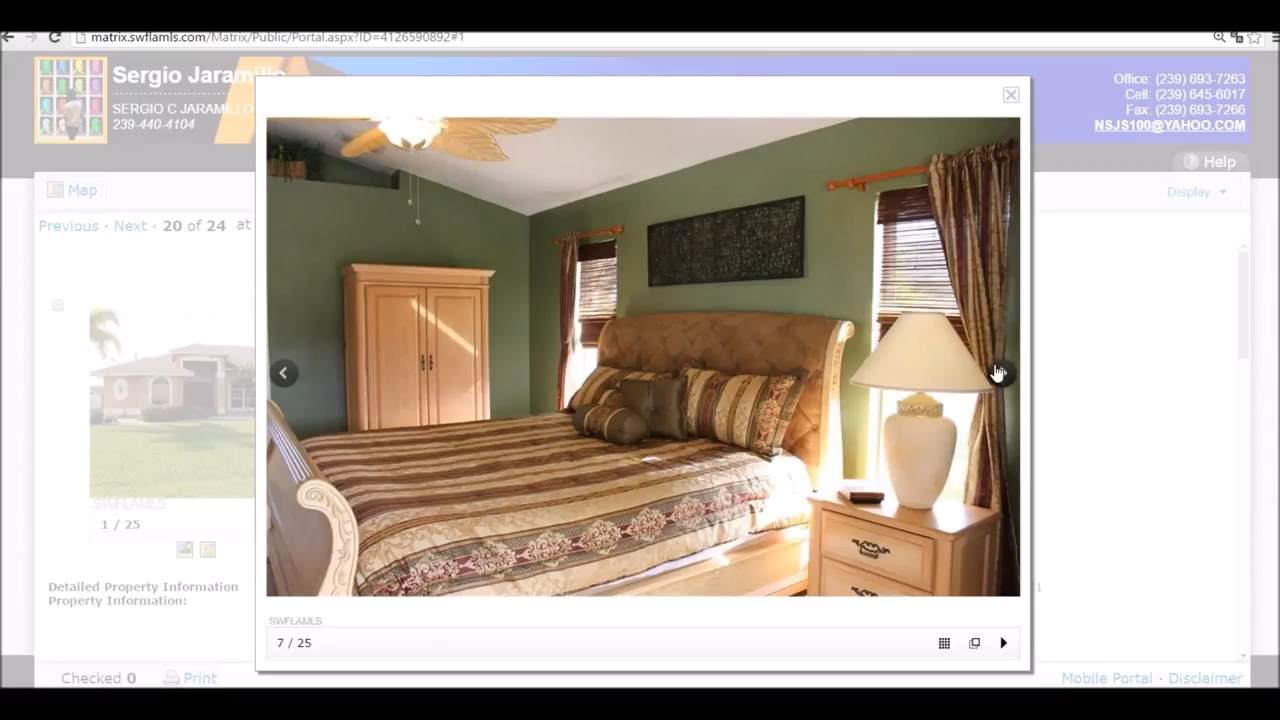 matrix.swflamls.com/Matrix/Public/Portal.aspx?ID=4126590892#1
Sergio Jaramillo
SERGIO C JARAMILLO
239-440-4104
Office: (239) 693-7263
Cell: (239) 645-6017
Fax: (239) 693-7266
NSJS100@YAHOO.COM
Help
Map
Display
Previous · Next · 20 of 24 at
SWFLAMLS
1 / 25
Detailed Property Information
Property Information:
SWFLAMLS
7 / 25
Checked 0
Print
Mobile Portal · Disclaimer